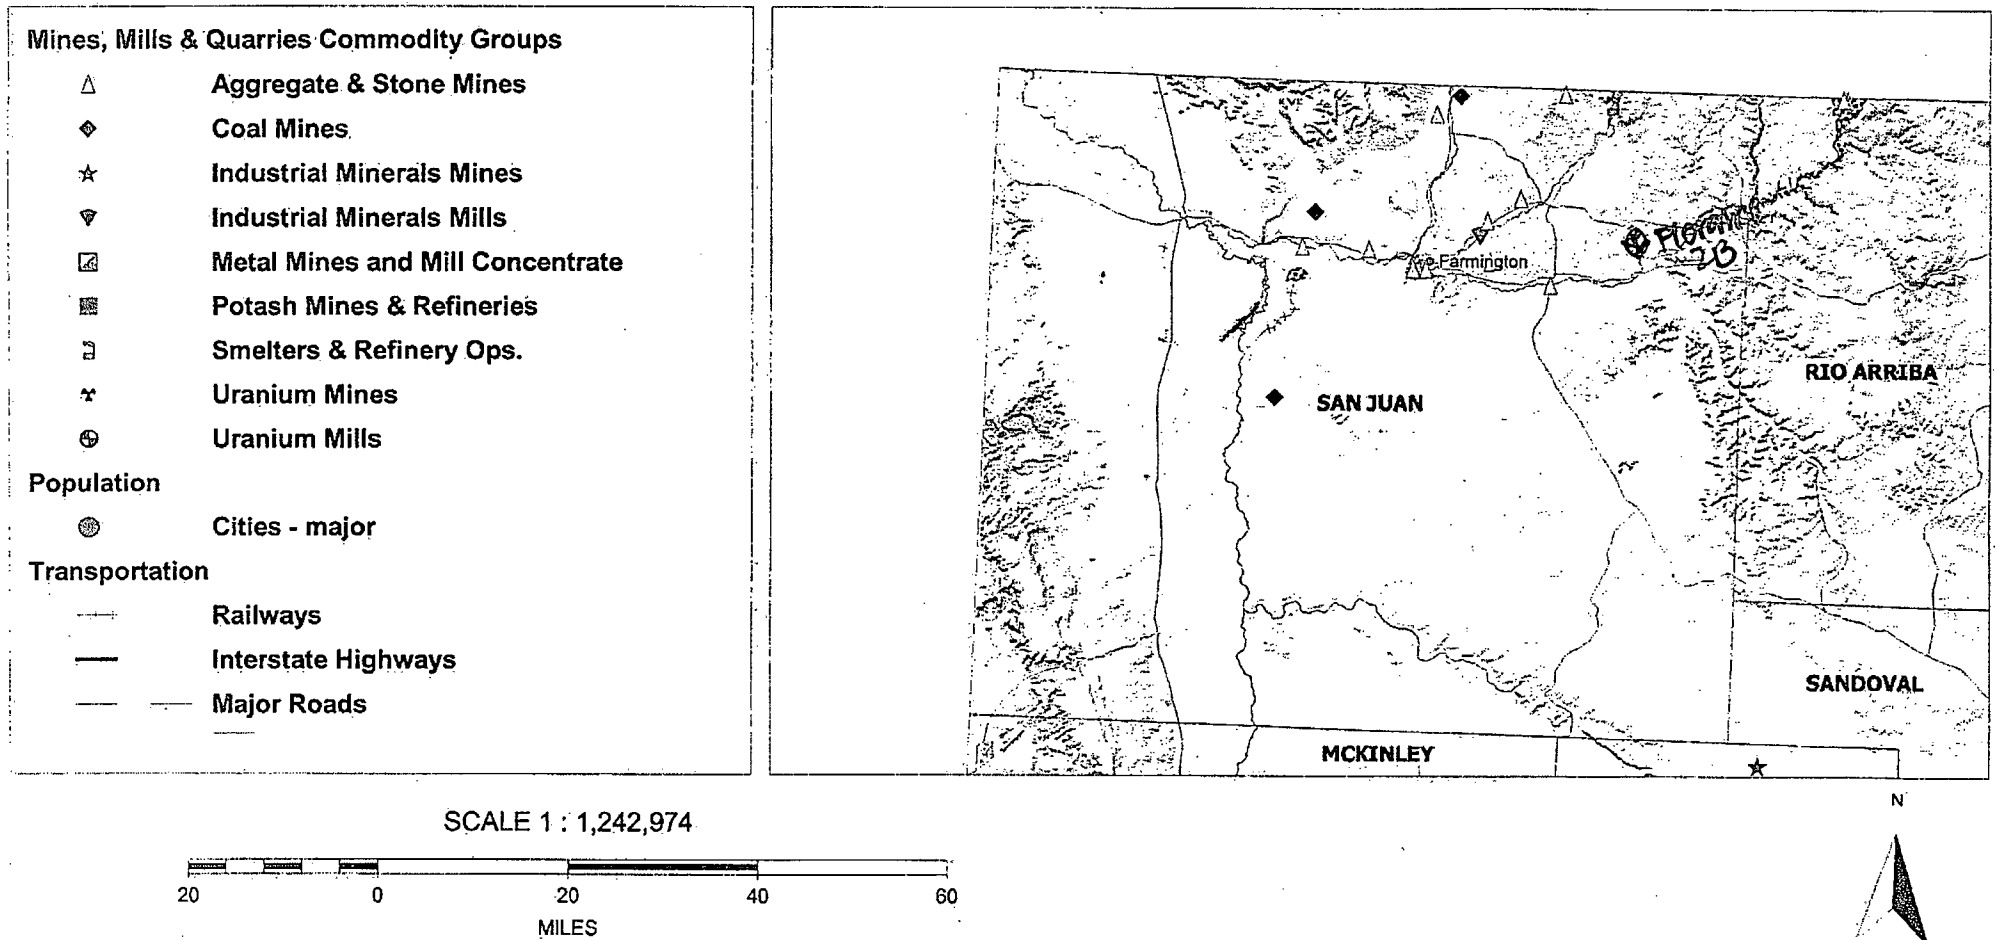 Mines, Mills & Quarries Commodity Groups
Aggregate & Stone Mines
Coal Mines
Industrial Minerals Mines
Industrial Minerals Mills
Metal Mines and Mill Concentrate
Potash Mines & Refineries
Smelters & Refinery Ops.
Uranium Mines
Uranium Mills
Population
Cities - major
Transportation
Railways
Interstate Highways
Major Roads
Farmington
2B
RIO ARRIBA
SAN JUAN
SANDOVAL
MCKINLEY
SCALE 1 : 1,242,974
20 0 20 40 60
MILES
N